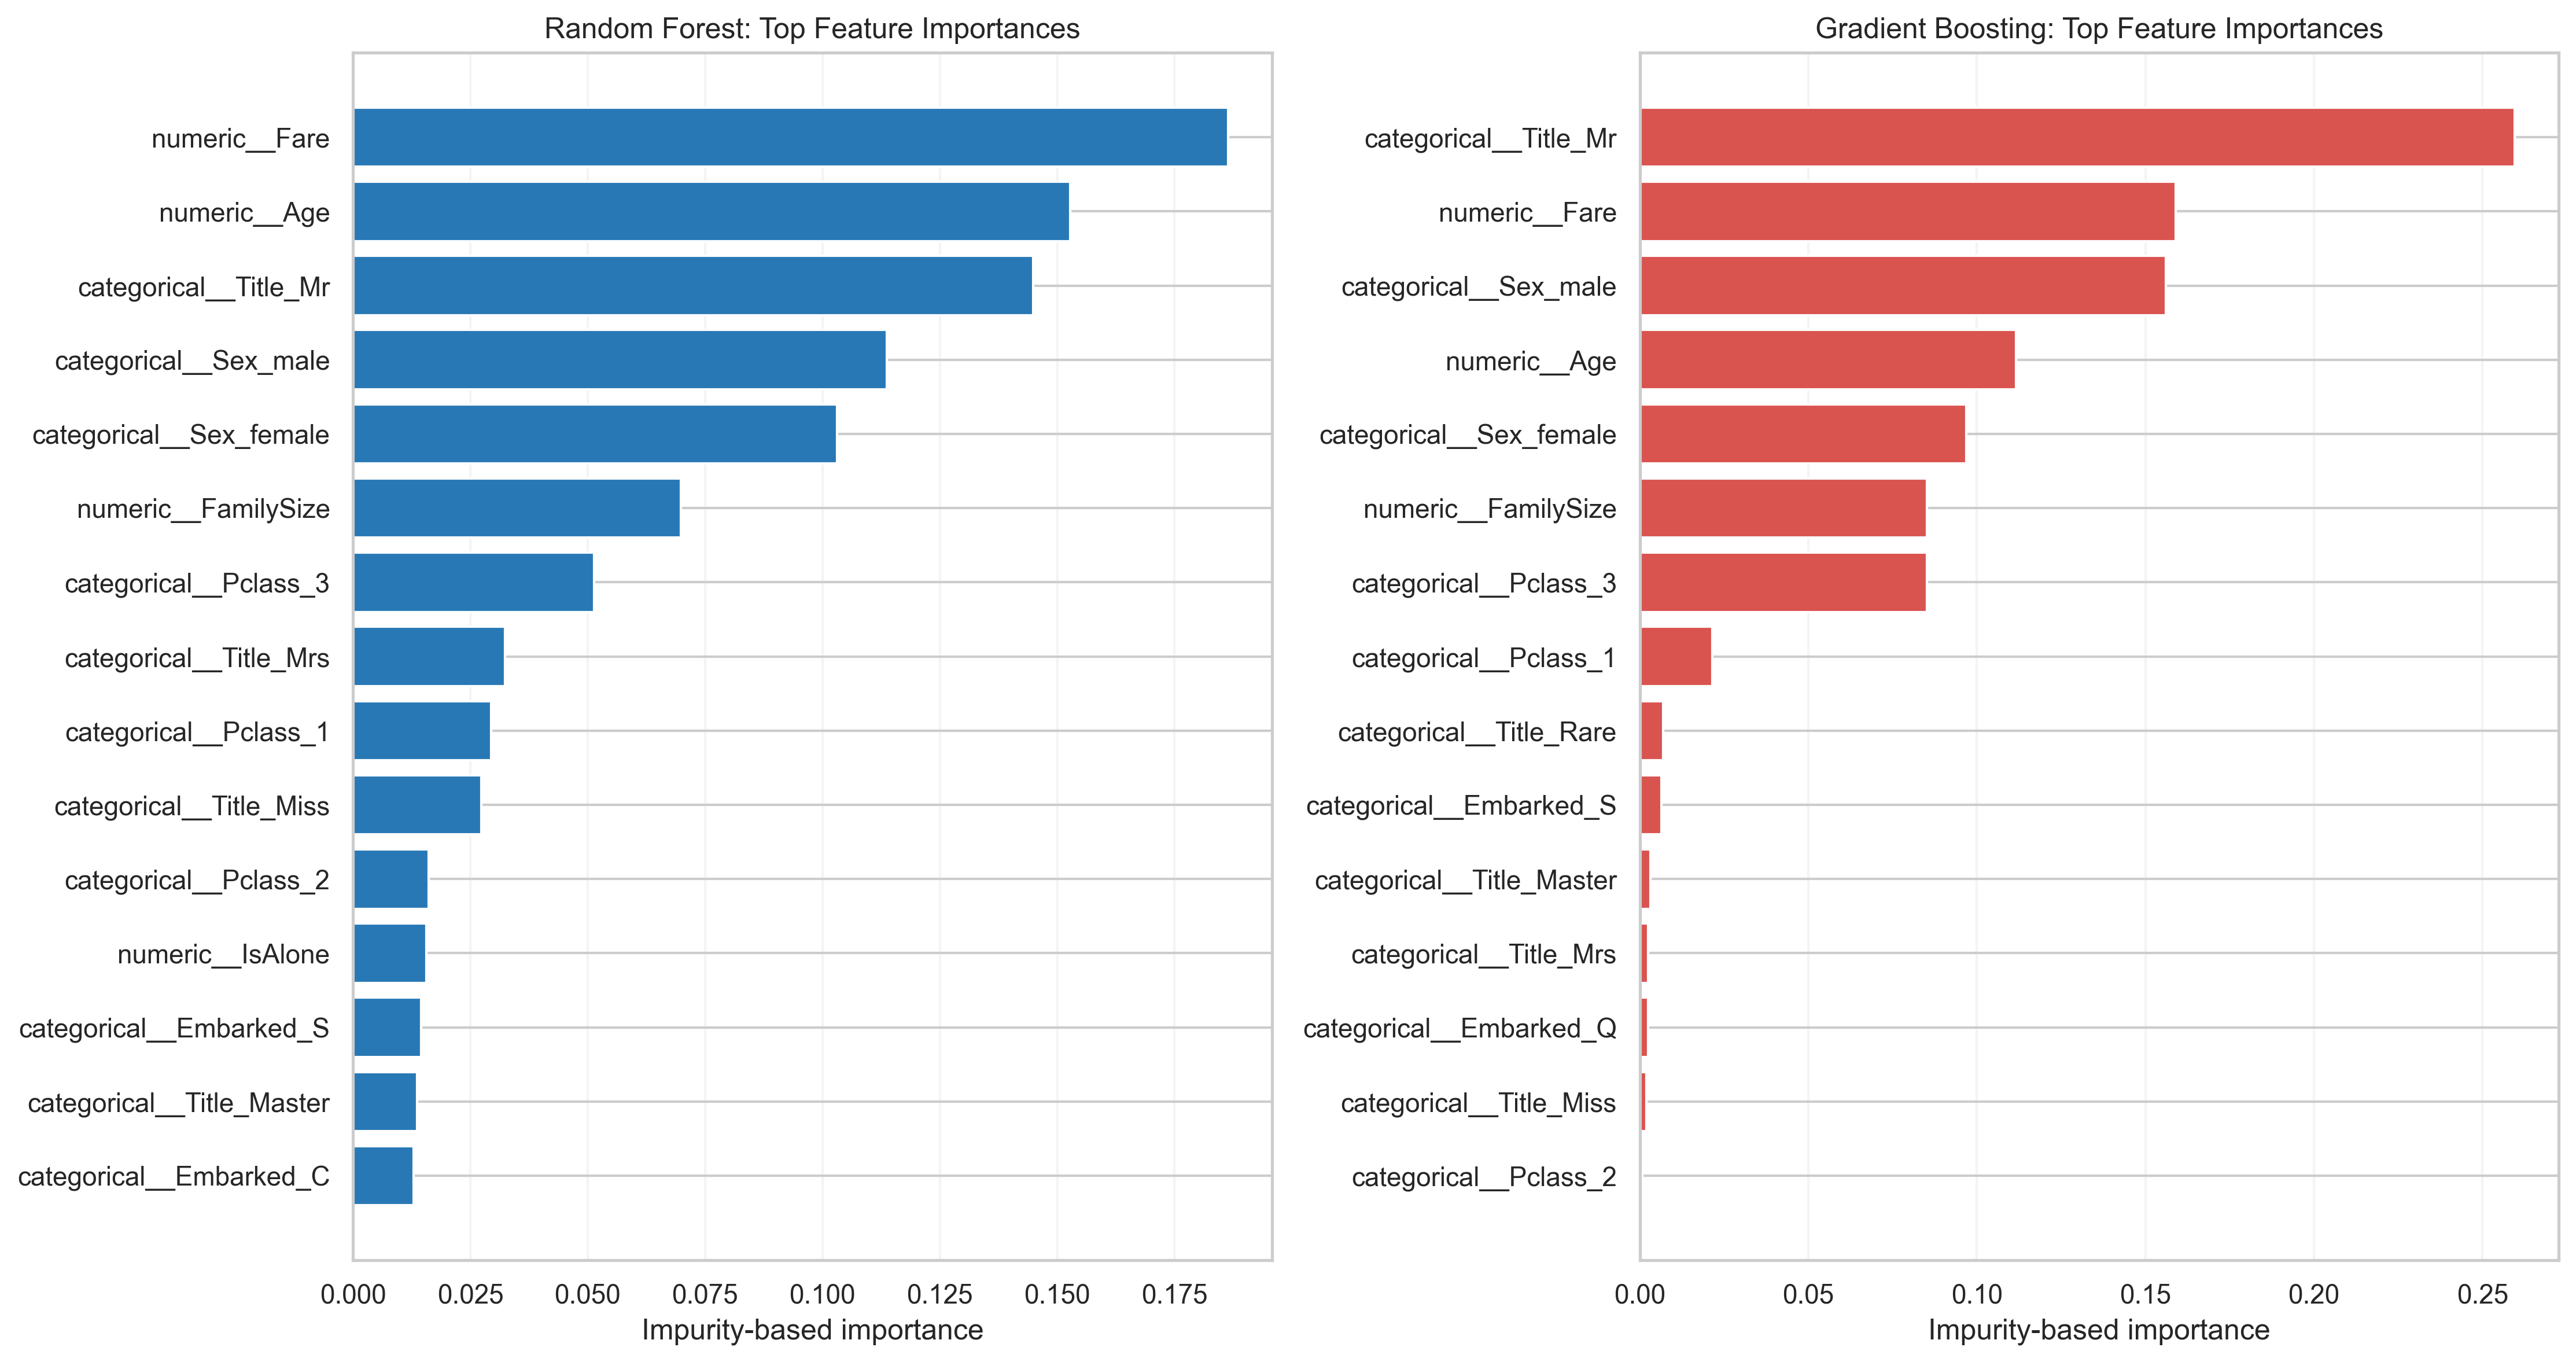 Random Forest: Top Feature Importances
numeric__Fare
numeric__Age
categorical__Title_Mr
categorical__Sex_male
categorical__Sex_female
numeric__FamilySize
categorical__Pclass_3
categorical__Title_Mrs
categorical__Pclass_1
categorical__Title_Miss
categorical__Pclass_2
numeric__IsAlone
categorical__Embarked_S
categorical__Title_Master
categorical__Embarked_C
0.000 0.025 0.050 0.075 0.100 0.125 0.150 0.175
Impurity-based importance
Gradient Boosting: Top Feature Importances
categorical__Title_Mr
numeric__Fare
categorical__Sex_male
numeric__Age
categorical__Sex_female
numeric__FamilySize
categorical__Pclass_3
categorical__Pclass_1
categorical__Title_Rare
categorical__Embarked_S
categorical__Title_Master
categorical__Title_Mrs
categorical__Embarked_Q
categorical__Title_Miss
categorical__Pclass_2
0.00 0.05 0.10 0.15 0.20 0.25
Impurity-based importance